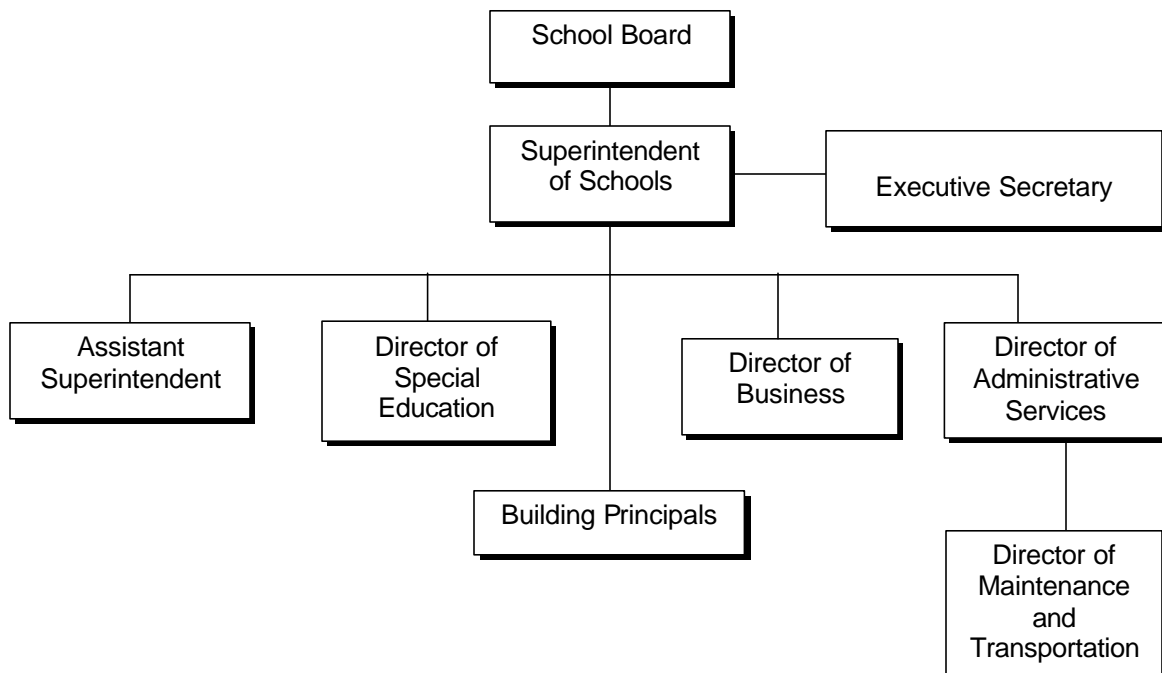 School Board
Superintendent
of Schools
Executive Secretary
Assistant
Superintendent
Director of
Special
Education
Director of
Business
Director of
Administrative
Services
Building Principals
Director of
Maintenance
and
Transportation